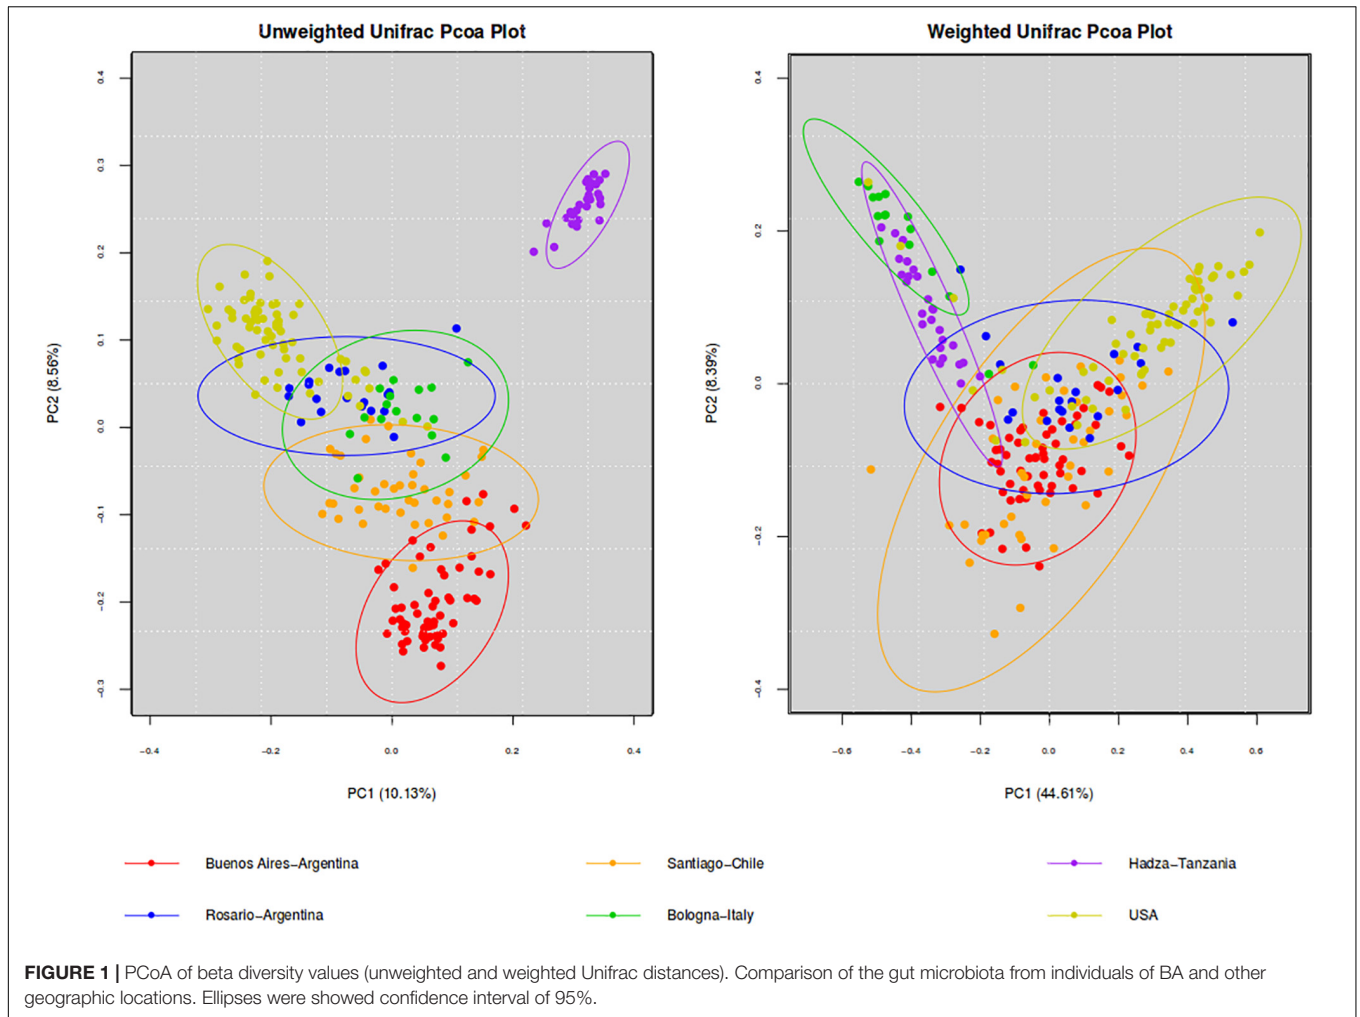 Unweighted Unifrac Pcoa Plot
0.4
0.3
0.2
0.1
0.0
−0.1
−0.2
−0.3
PC2 (8.56%)
−0.4 −0.2 0.0 0.2 0.4
PC1 (10.13%)
Weighted Unifrac Pcoa Plot
0.4
0.2
0.0
−0.2
−0.4
PC2 (8.39%)
−0.6 −0.4 −0.2 0.0 0.2 0.4 0.6
PC1 (44.61%)
Buenos Aires−Argentina Santiago−Chile Hadza−Tanzania
Rosario−Argentina Bologna−Italy USA
FIGURE 1 | PCoA of beta diversity values (unweighted and weighted Unifrac distances). Comparison of the gut microbiota from individuals of BA and other
geographic locations. Ellipses were showed confidence interval of 95%.